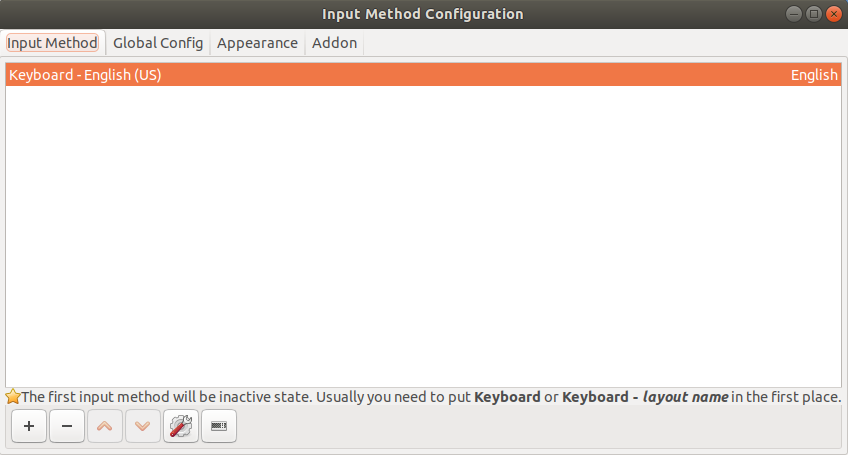 Input Method Configuration
Input Method Global Config Appearance Addon
Keyboard - English (US) English
The first input method will be inactive state. Usually you need to put Keyboard or Keyboard - layout name in the first place.